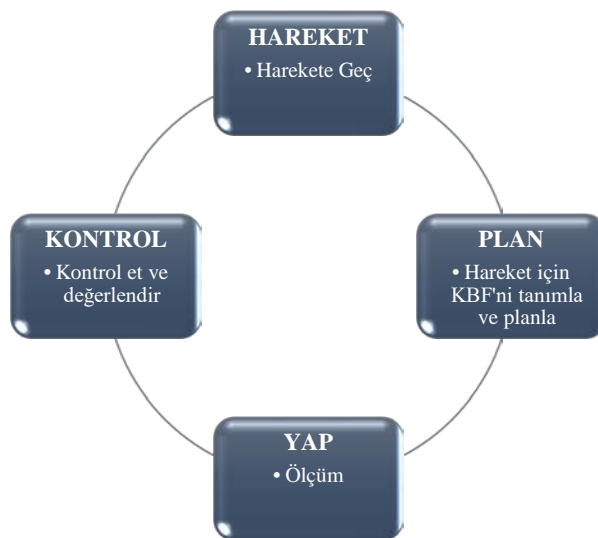 HAREKET
• Harekete Geç
KONTROL
• Kontrol et ve
değerlendir
PLAN
• Hareket için
KBF'ni tanımla
ve planla
YAP
• Ölçüm